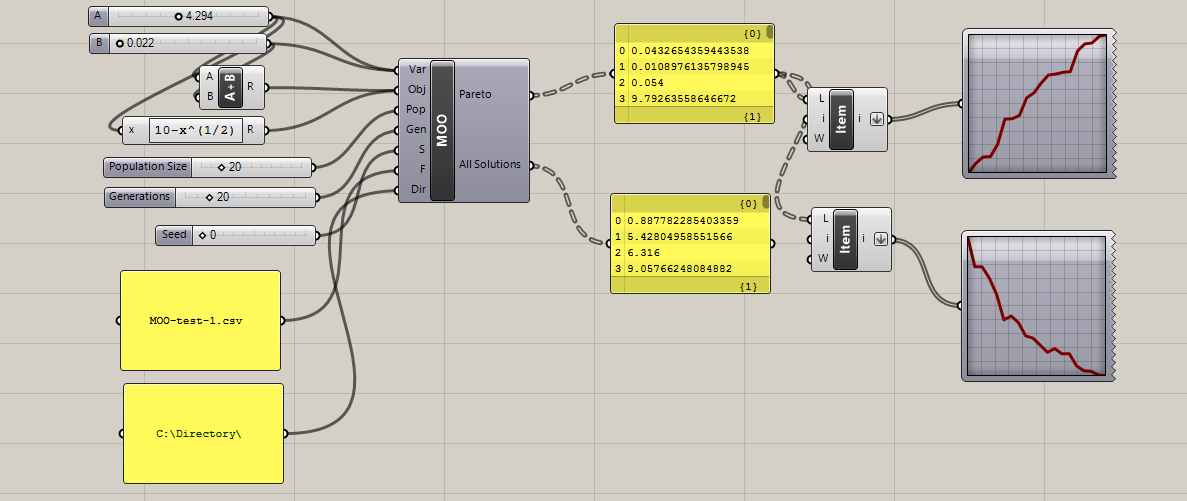 A 4.294
B 0.022
A
B
A+B
R
x
10-x^(1/2)
R
Population Size 20
Generations 20
Seed 0
MOO-test-1.csv
C:\Directory\
Var
Obj
Pop
Gen
S
F
Dir
MOO
Pareto
All Solutions
{0}
0 0.0432654359443538
1 0.0108976135798945
2 0.054
3 9.79263558646672
{1}
{0}
0 0.887782285403359
1 5.42804958551566
2 6.316
3 9.05766248084882
{1}
L
i
W
Item
i
L
i
W
Item
i